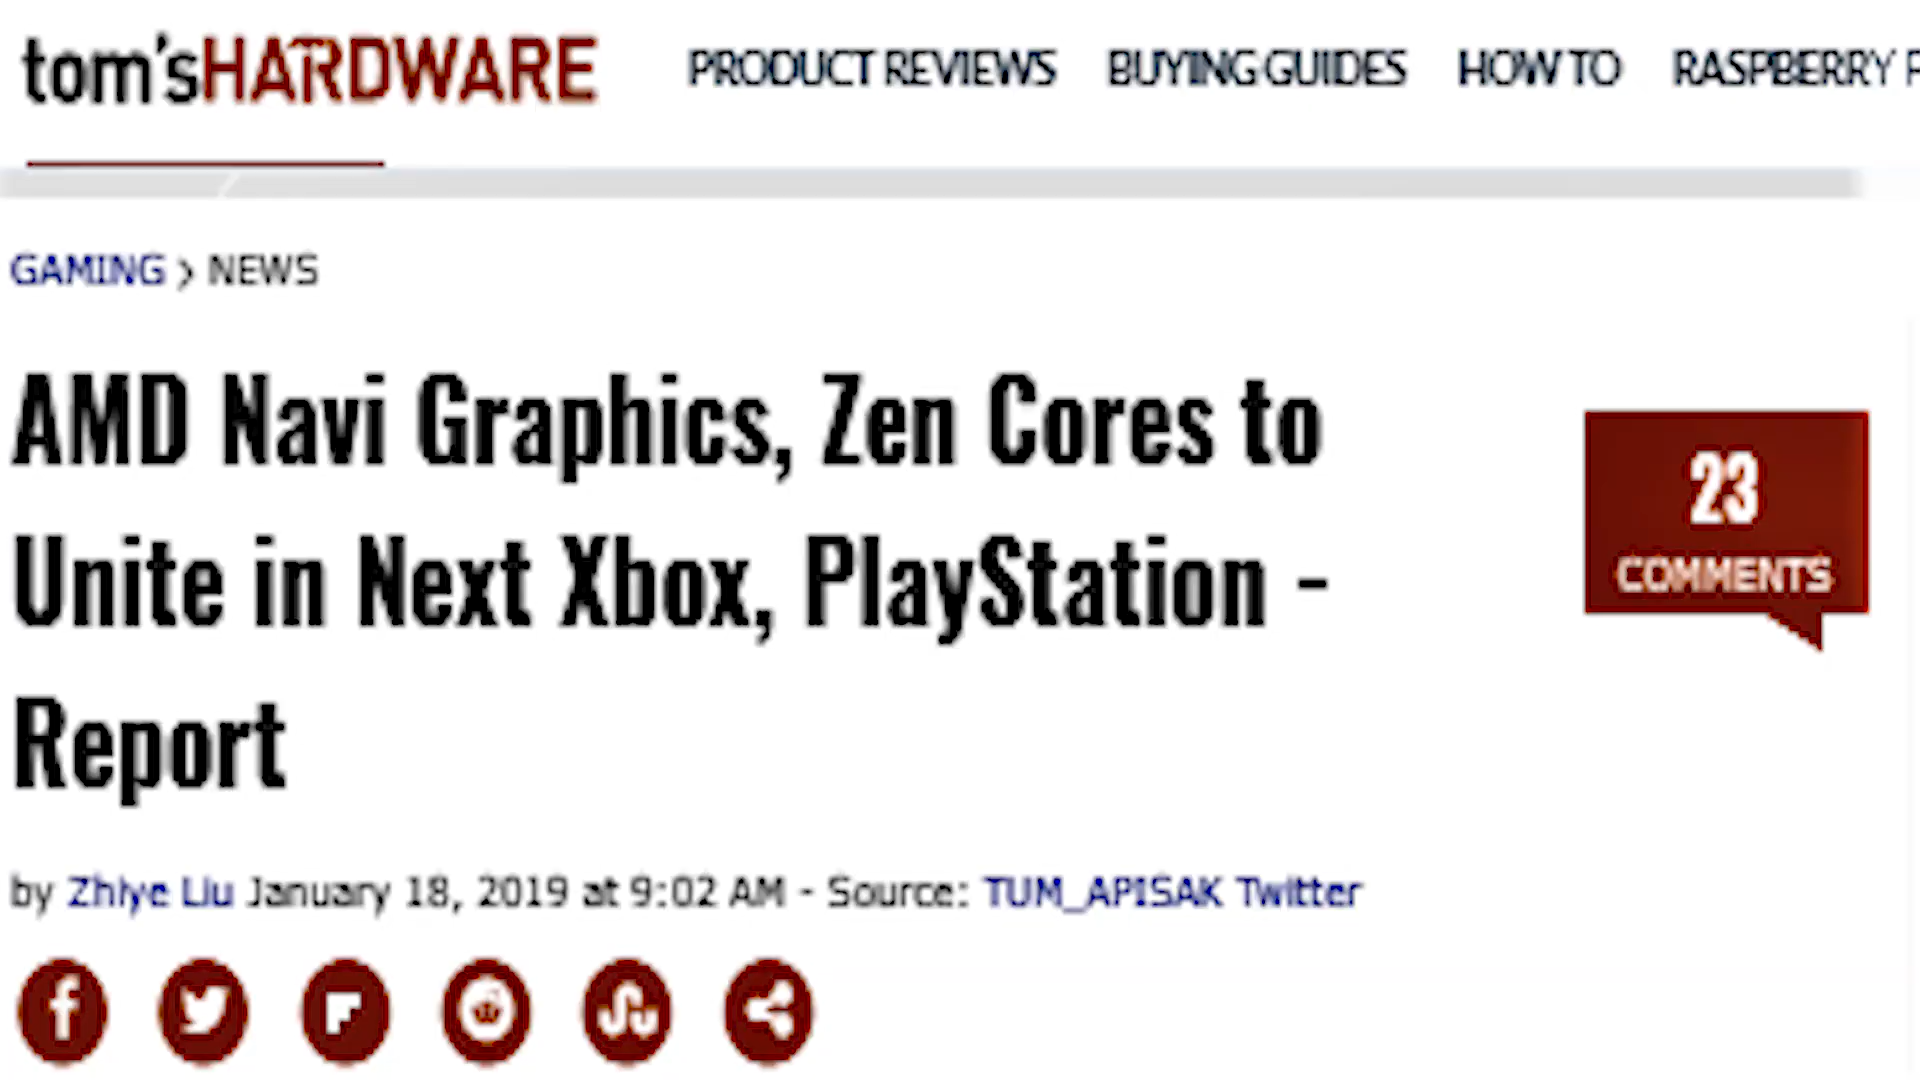 tom'sHARDWARE PRODUCT REVIEWS BUYING GUIDES HOW TO RASPBERRY P
GAMING > NEWS
AMD Navi Graphics, Zen Cores to
Unite in Next Xbox, PlayStation -
Report
23
COMMENTS
by Zhiye Liu January 18, 2019 at 9:02 AM - Source: TUM_APISAK Twitter